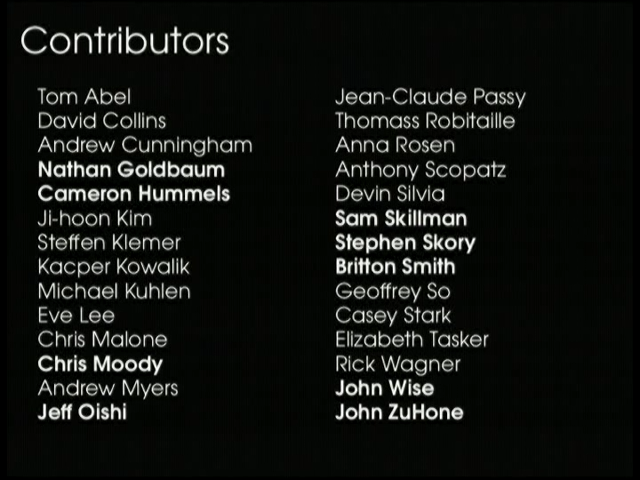 Contributors
Tom Abel
David Collins
Andrew Cunningham
Nathan Goldbaum
Cameron Hummels
Ji-hoon Kim
Steffen Klemer
Kacper Kowalik
Michael Kuhlen
Eve Lee
Chris Malone
Chris Moody
Andrew Myers
Jeff Oishi
Jean-Claude Passy
Thomass Robitaille
Anna Rosen
Anthony Scopatz
Devin Silvia
Sam Skillman
Stephen Skory
Britton Smith
Geoffrey So
Casey Stark
Elizabeth Tasker
Rick Wagner
John Wise
John ZuHone